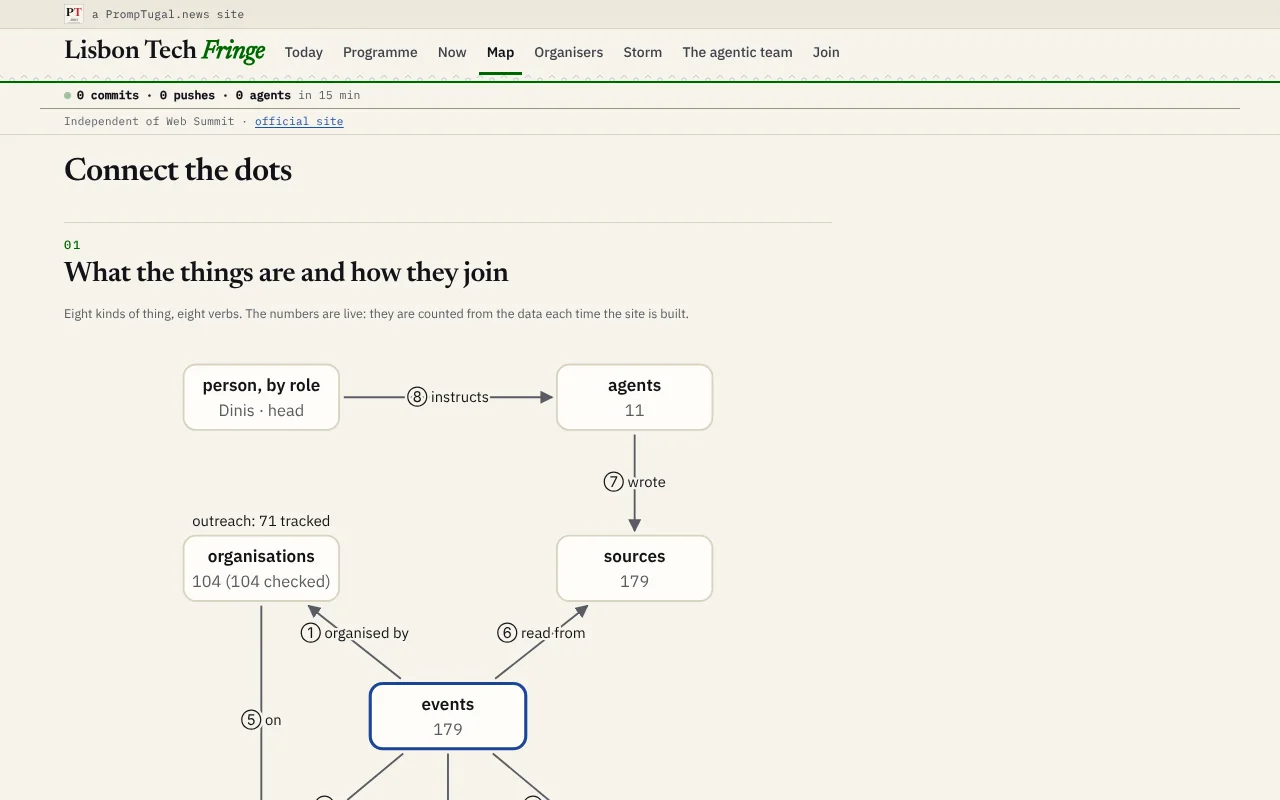 PT
a PrompTugal.news site
Lisbon Tech Fringe
Today
Programme
Now
Map
Organisers
Storm
The agentic team
Join
0 commits · 0 pushes · 0 agents in 15 min
Independent of Web Summit · official site
Connect the dots
01
What the things are and how they join
Eight kinds of thing, eight verbs. The numbers are live: they are counted from the data each time the site is built.
person, by role
Dinis · head
8 instructs
agents
11
7 wrote
outreach: 71 tracked
organisations
104 (104 checked)
sources
179
1 organised by
6 read from
events
179
5 on